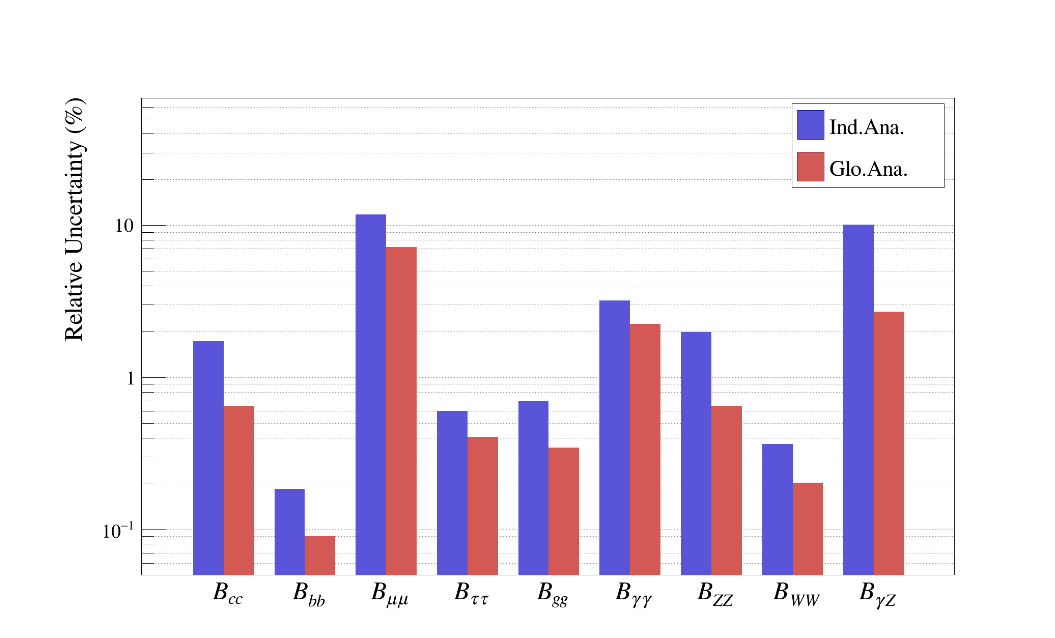 Relative Uncertainty (%)
Ind.Ana.
Glo.Ana.
10
1
10⁻¹
B_cc B_bb B_μμ B_ττ B_gg B_γγ B_ZZ B_WW B_γZ